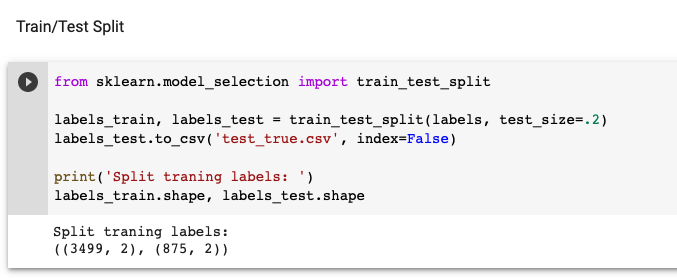 Train/Test Split
from sklearn.model_selection import train_test_split
labels_train, labels_test = train_test_split(labels, test_size=.2)
labels_test.to_csv('test_true.csv', index=False)
print('Split traning labels: ')
labels_train.shape, labels_test.shape
Split traning labels:
((3499, 2), (875, 2))